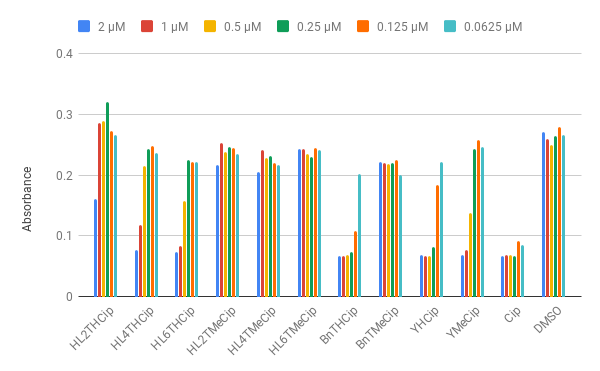 2 μM 1 μM 0.5 μM 0.25 μM 0.125 μM 0.0625 μM
0.4
0.3
0.2
0.1
0
Absorbance
HL2THCip HL4THCip HL6THCip HL2TMeCip HL4TMeCip HL6TMeCip BnTHCip BnTMeCip YHCip YMeCip Cip DMSO